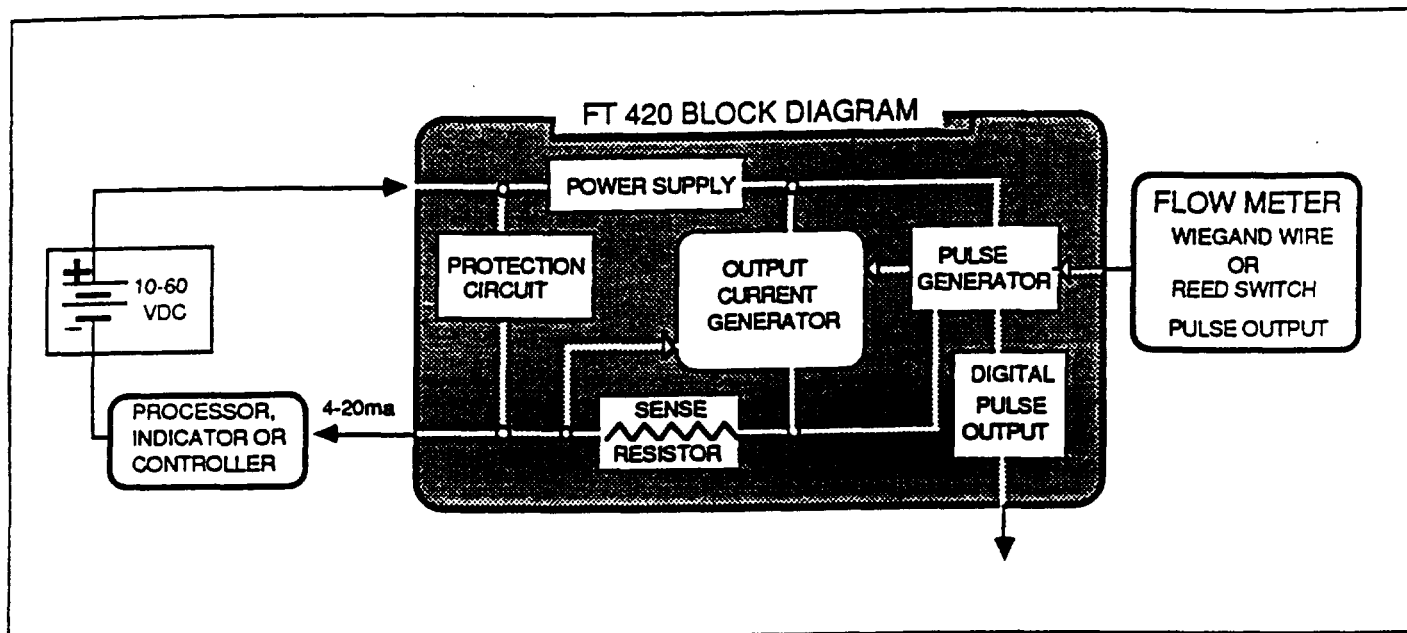 FT 420 BLOCK DIAGRAM
POWER SUPPLY
PROTECTION
CIRCUIT
OUTPUT
CURRENT
GENERATOR
PULSE
GENERATOR
FLOW METER
WIEGAND WIRE
OR
REED SWITCH
PULSE OUTPUT
+
10-60
VDC
-
PROCESSOR,
INDICATOR OR
CONTROLLER
4-20ma
SENSE
RESISTOR
DIGITAL
PULSE
OUTPUT